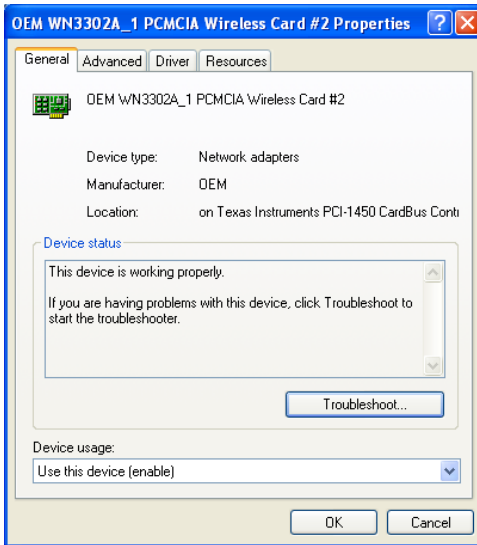 OEM WN3302A_1 PCMCIA Wireless Card #2 Properties
General Advanced Driver Resources
OEM WN3302A_1 PCMCIA Wireless Card #2
Device type: Network adapters
Manufacturer: OEM
Location: on Texas Instruments PCI-1450 CardBus Contr
Device status
This device is working properly.
If you are having problems with this device, click Troubleshoot to
start the troubleshooter.
Troubleshoot...
Device usage:
Use this device (enable)
OK Cancel